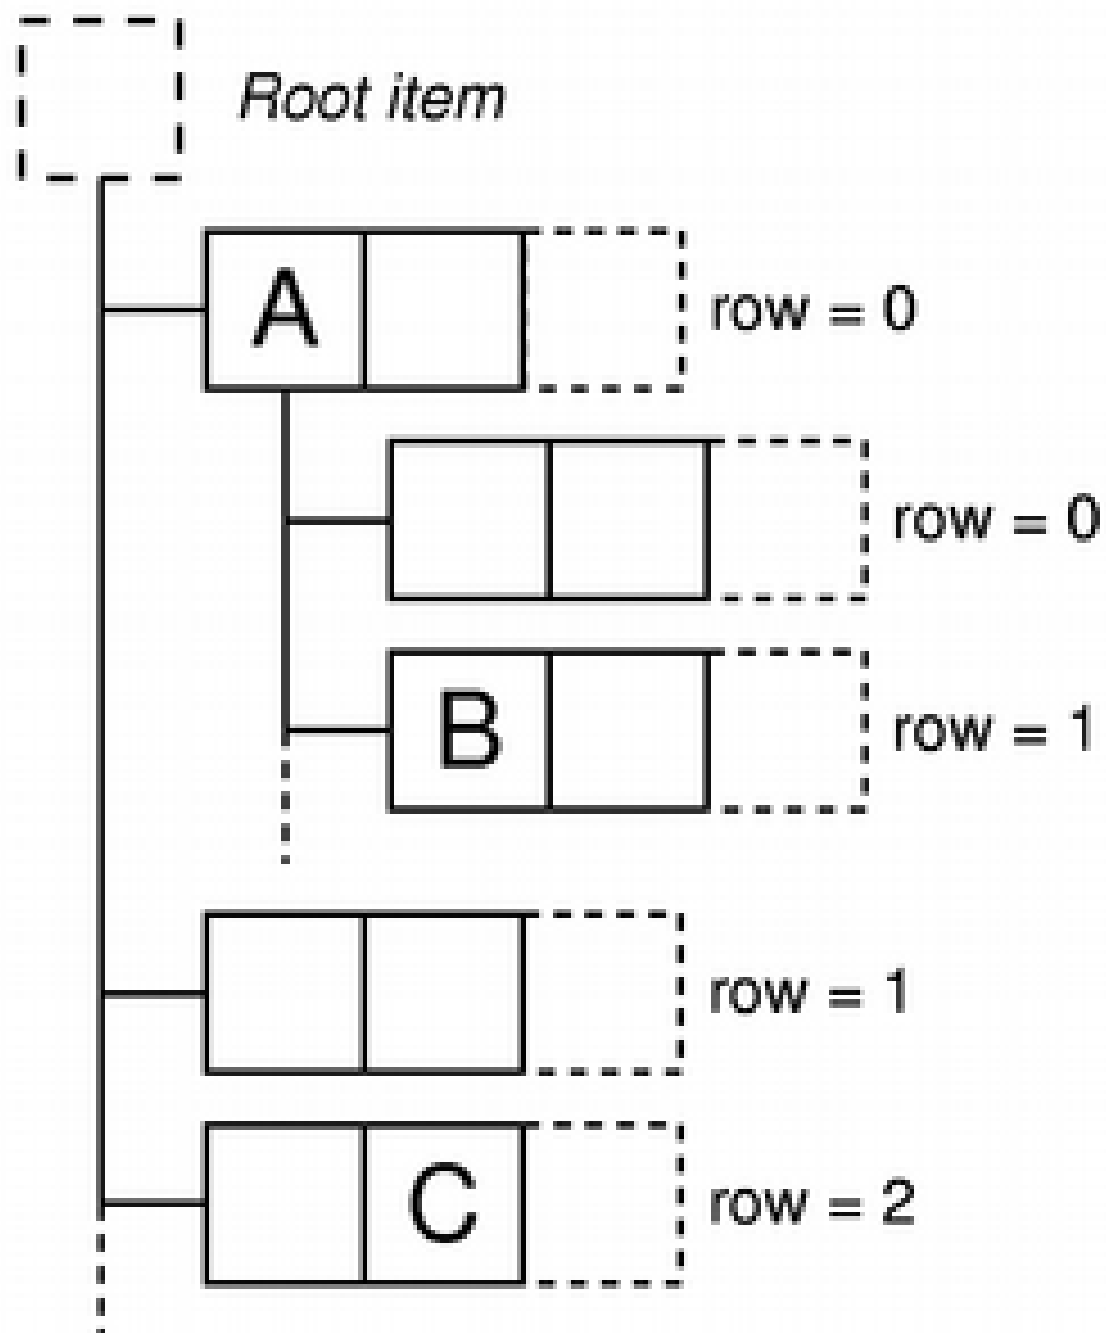 Root item
A
row = 0
row = 0
B
row = 1
row = 1
C
row = 2